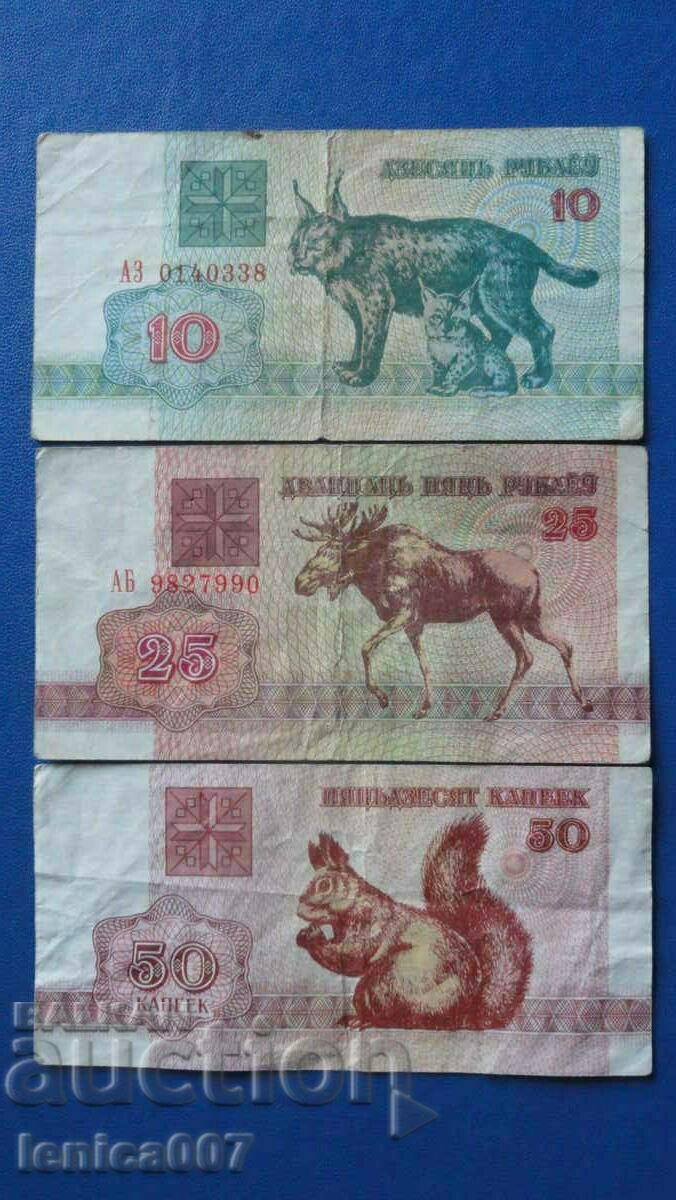 ДЗЕСЯЦЬ РУБЛЁЎ
10
АЗ 0140338
10
ДВАЦЦАЦЬ ПЯЦЬ РУБЛЁЎ
25
АБ 9827990
25
ПЯЦЬДЗЕСЯТ КАПЕЕК
50
50
КАПЕЕК
BALKAN
auction
lenica007